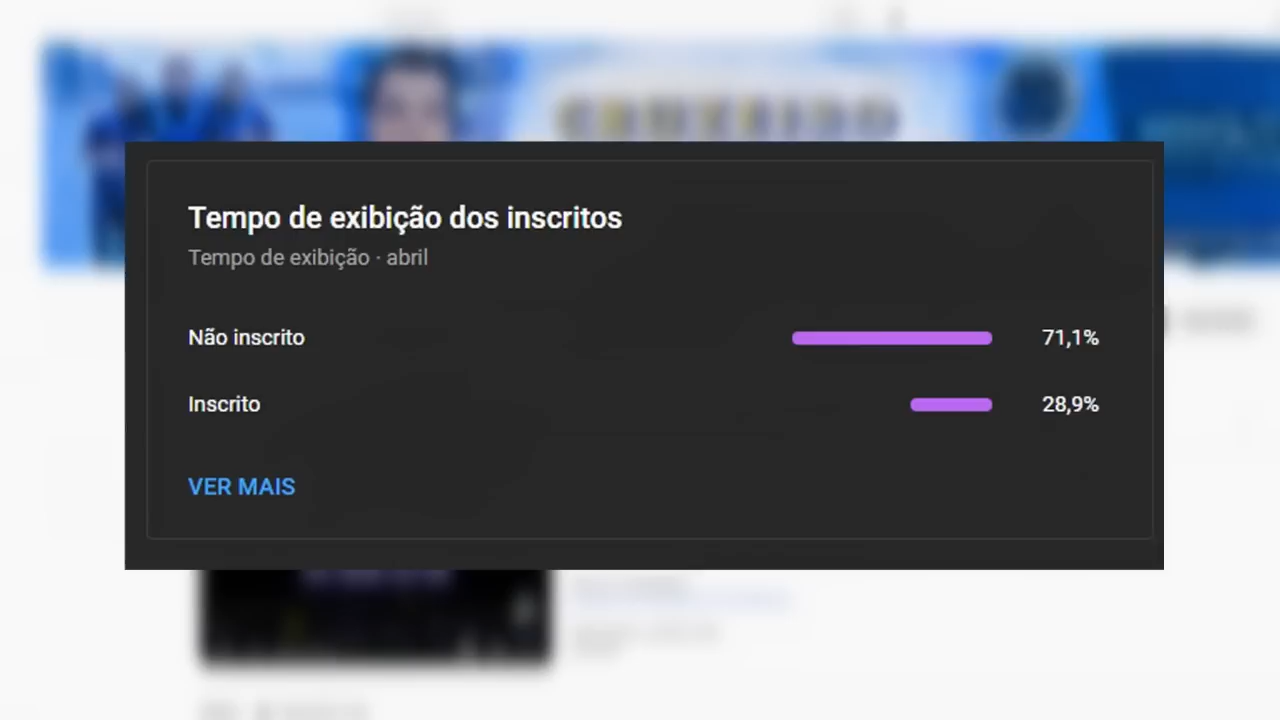 Tempo de exibição dos inscritos
Tempo de exibição · abril
Não inscrito 71,1%
Inscrito 28,9%
VER MAIS